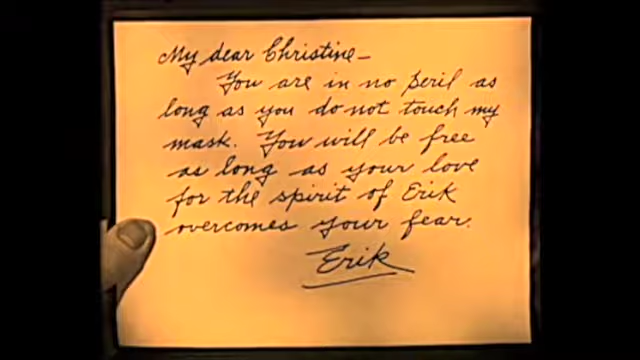 My dear Christine—
You are in no peril as
long as you do not touch my
mask. You will be free
as long as your love
for the spirit of Erik
overcomes your fear.
Erik